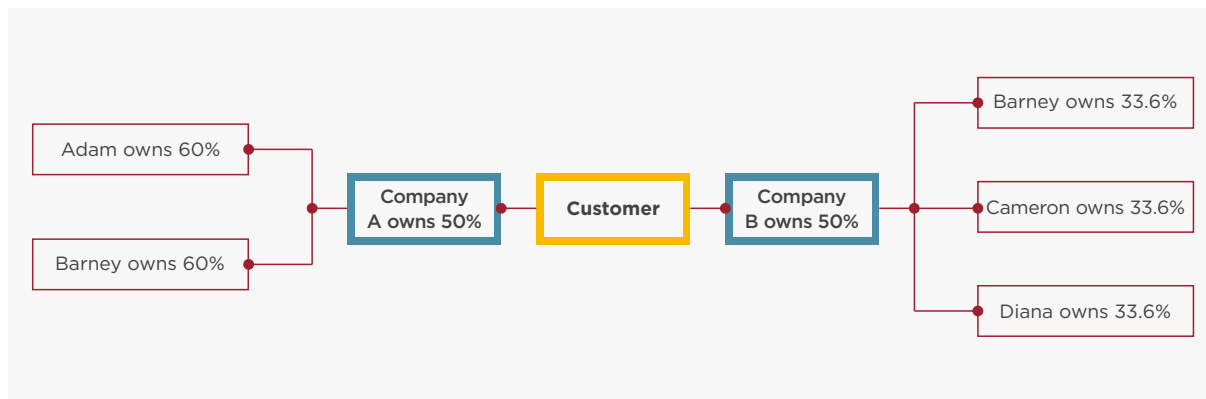 Adam owns 60%
Barney owns 60%
Company
A owns 50%
Customer
Company
B owns 50%
Barney owns 33.6%
Cameron owns 33.6%
Diana owns 33.6%